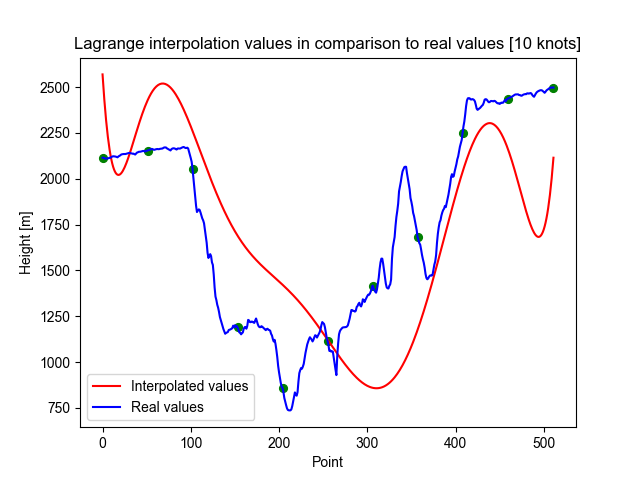 Lagrange interpolation values in comparison to real values [10 knots]
2500
2250
2000
1750
1500
1250
1000
750
Height [m]
Interpolated values
Real values
0
100
200
300
400
500
Point